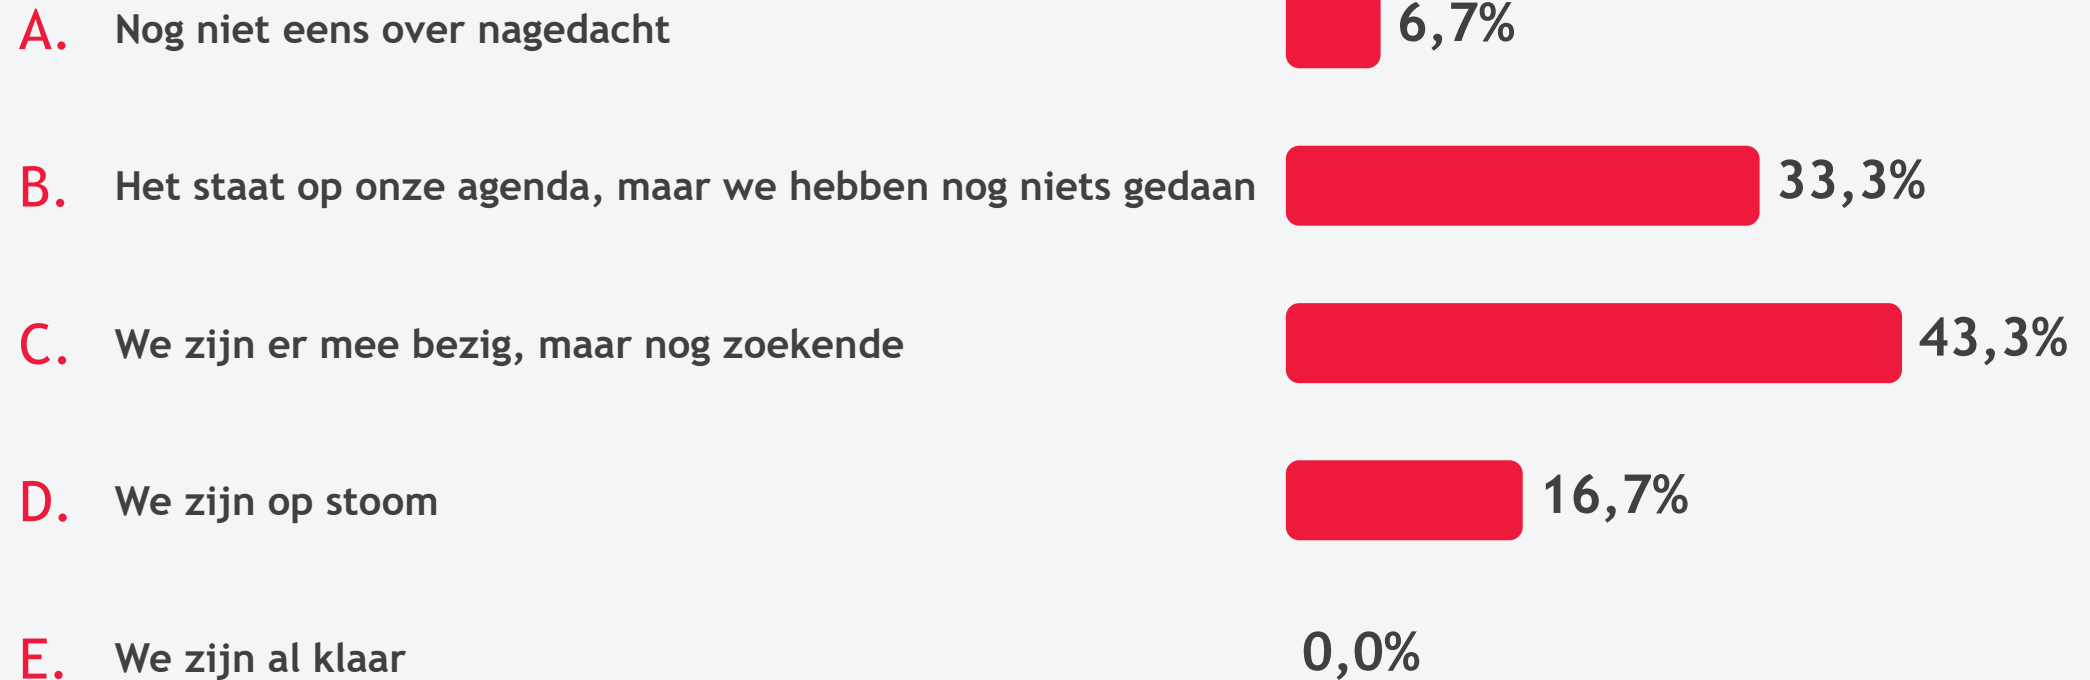 A. Nog niet eens over nagedacht 6,7%
B. Het staat op onze agenda, maar we hebben nog niets gedaan 33,3%
C. We zijn er mee bezig, maar nog zoekende 43,3%
D. We zijn op stoom 16,7%
E. We zijn al klaar 0,0%